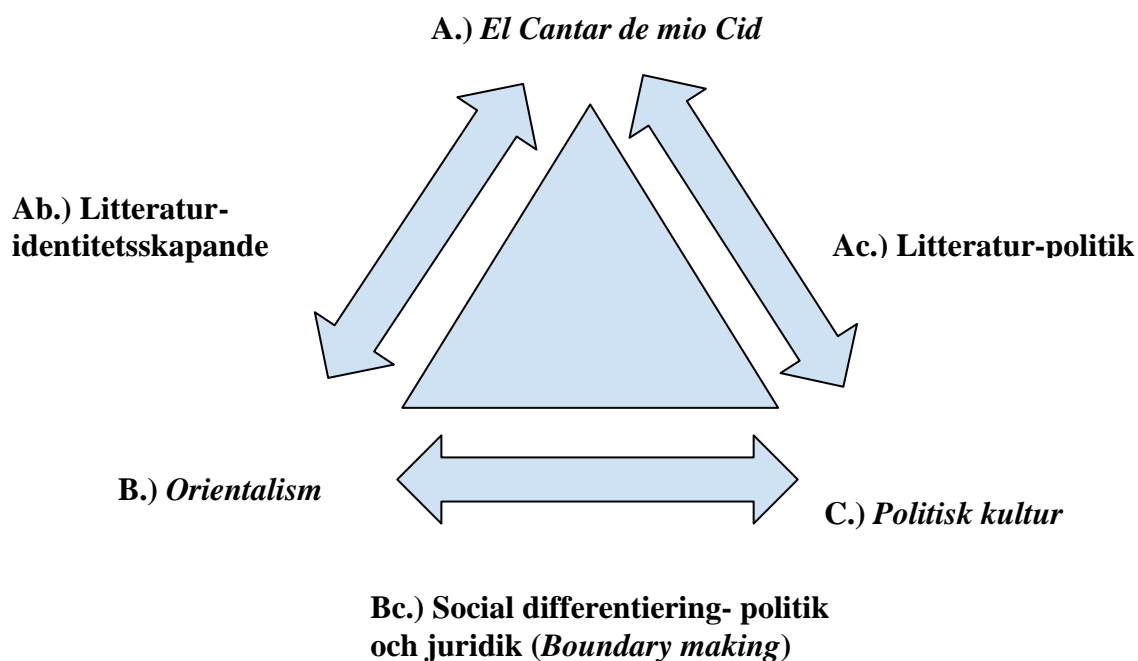 A.) El Cantar de mio Cid
Ab.) Litteratur-
identitetsskapande
Ac.) Litteratur-politik
B.) Orientalism
C.) Politisk kultur
Bc.) Social differentiering- politik
och juridik (Boundary making)